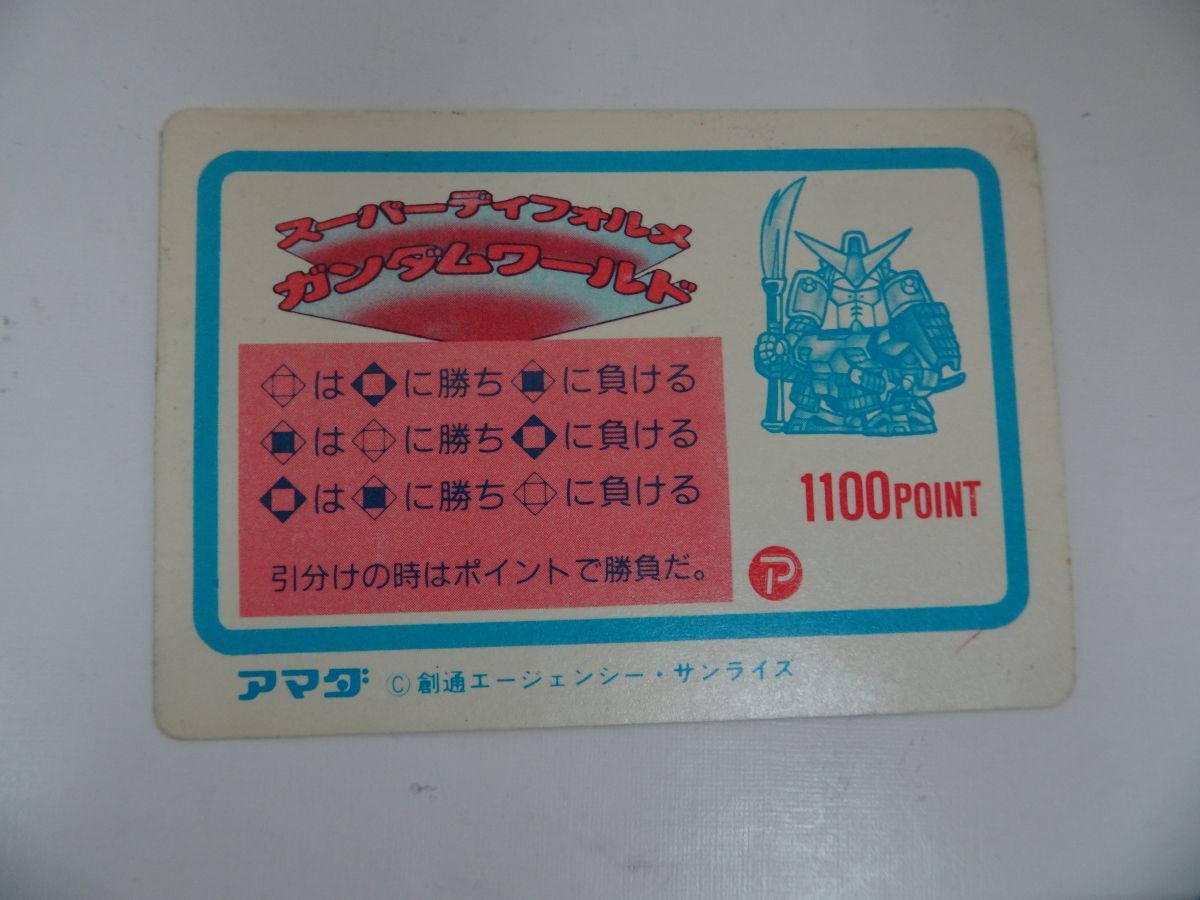 スーパーディフォルメ
ガンダムワールド
は に勝ち に負ける
は に勝ち に負ける
は に勝ち に負ける
引分けの時はポイントで勝負だ。
1100POINT
P
アマダ ©創通エージェンシー・サンライズ